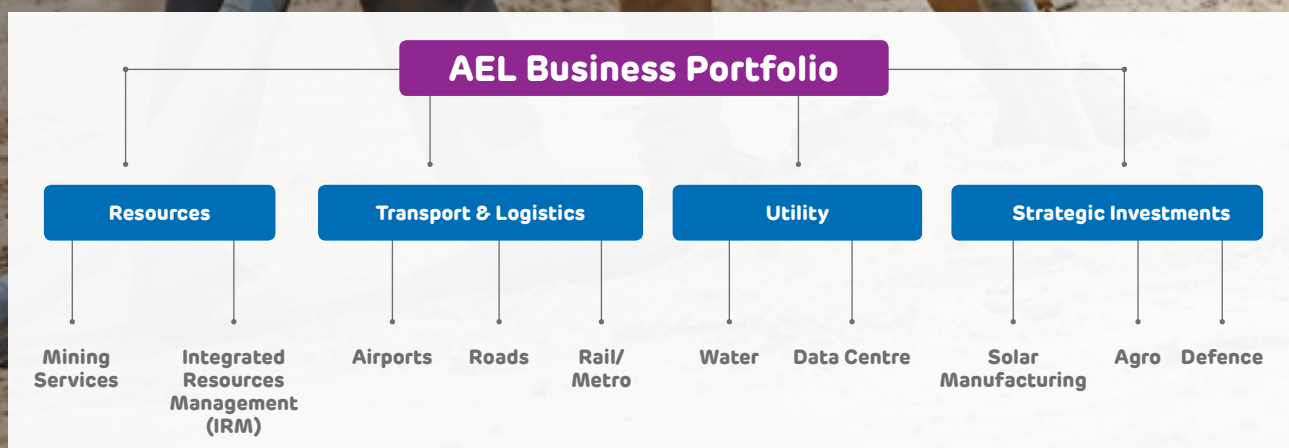 AEL Business Portfolio
Resources
Transport & Logistics
Utility
Strategic Investments
Mining
Services
Integrated
Resources
Management
(IRM)
Airports
Roads
Rail/
Metro
Water
Data Centre
Solar
Manufacturing
Agro
Defence